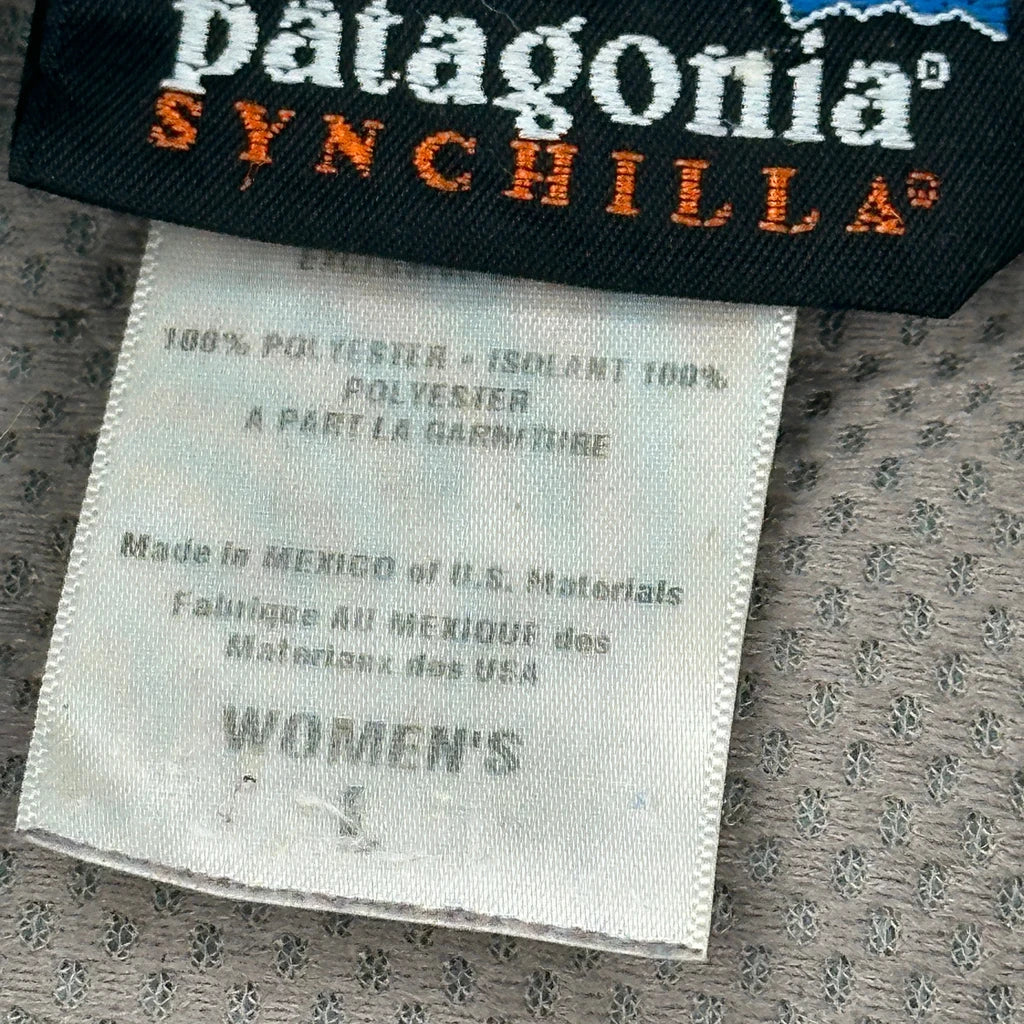 patagonia®
SYNCHILLA®
100% POLYESTER - ISOLANT 100%
POLYESTER
A PART LA GARNITURE
Made in MEXICO of U.S. Materials
Fabrique AU MEXIQUE des
Materiaux des USA
WOMEN'S